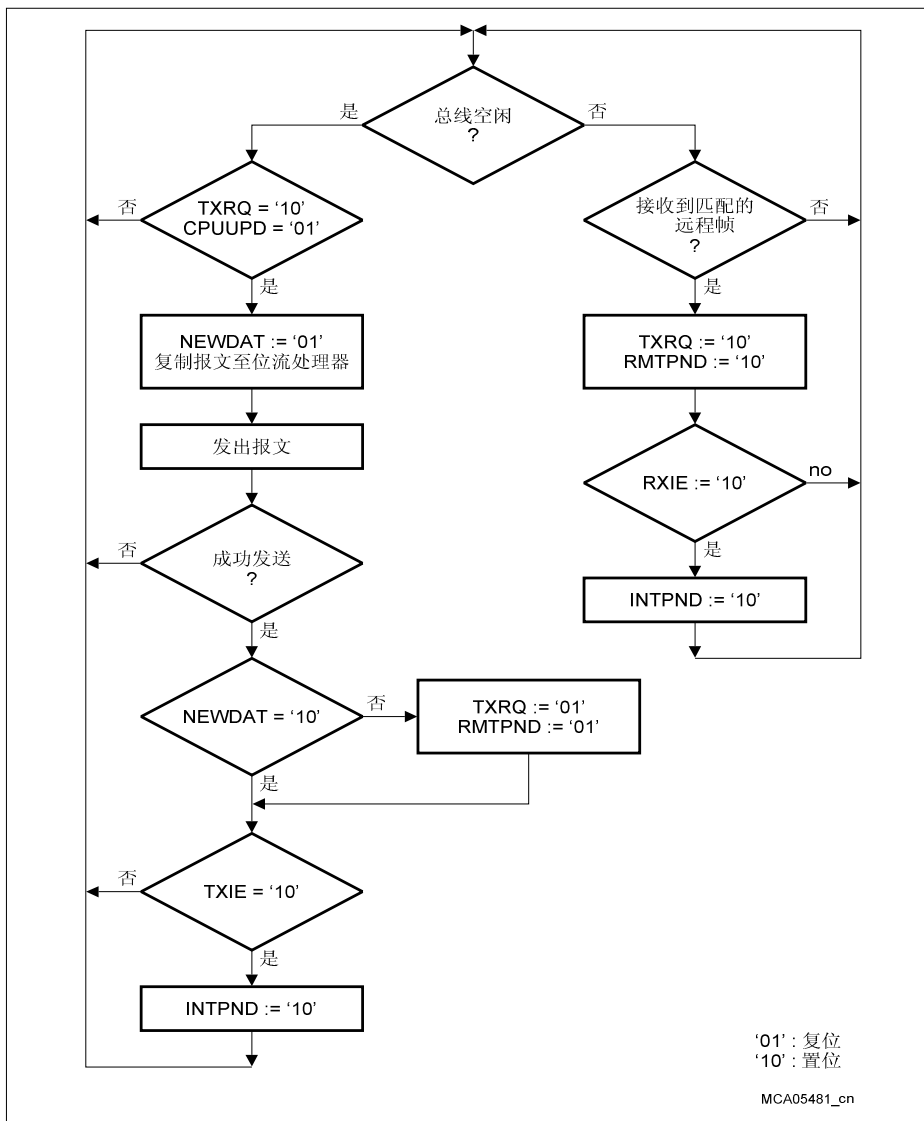 总线空闲
?
是
否
TXRQ = ‘10’
CPUUPD = ‘01’
否
是
NEWDAT := ‘01’
复制报文至位流处理器
发出报文
成功发送
?
否
是
NEWDAT = ‘10’
否
是
TXRQ := ‘01’
RMTPND := ‘01’
TXIE = ‘10’
否
是
INTPND := ‘10’
接收到匹配的
远程帧
?
否
是
TXRQ := ‘10’
RMTPND := ‘10’
RXIE := ‘10’
no
是
INTPND := ‘10’
‘01’ : 复位
‘10’ : 置位
MCA05481_cn